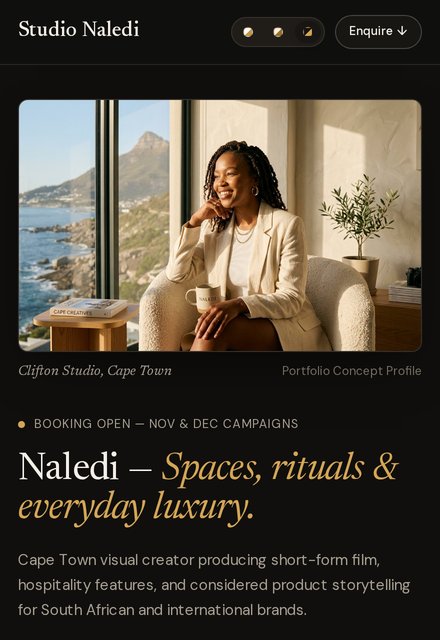 Studio Naledi
Enquire ↓
NALEDI
CAPE CREATIVES
Clifton Studio, Cape Town
Portfolio Concept Profile
BOOKING OPEN — NOV & DEC CAMPAIGNS
Naledi — Spaces, rituals &
everyday luxury.
Cape Town visual creator producing short-form film,
hospitality features, and considered product storytelling
for South African and international brands.